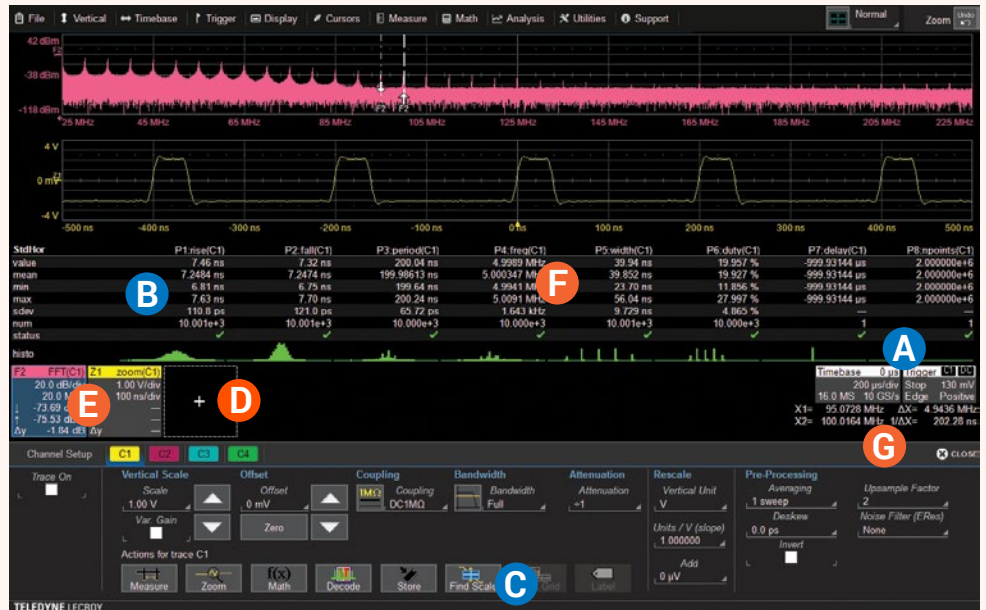 File Vertical Timebase Trigger Display Cursors Measure Math Analysis Utilities Support Normal Zoom Undo
42 dBm
F2
-38 dBm
-118 dBm
F2 F2
25 MHz 45 MHz 65 MHz 85 MHz 105 MHz 125 MHz 145 MHz 165 MHz 185 MHz 205 MHz 225 MHz
4 V
0 mV Z1
-4 V
-500 ns -400 ns -300 ns -200 ns -100 ns 0 ns 100 ns 200 ns 300 ns 400 ns 500 ns
StdHor P1:rise(C1) P2:fall(C1) P3:period(C1) P4:freq(C1) P5:width(C1) P6:duty(C1) P7:delay(C1) P8:npoints(C1)
value 7.46 ns 7.32 ns 200.04 ns 4.9989 MHz 39.94 ns 19.957 % -999.93144 µs 2.000000e+6
mean 7.2484 ns 7.2474 ns 199.98613 ns 5.000347 MHz 39.852 ns 19.927 % -999.93144 µs 2.000000e+6
min 6.81 ns 6.75 ns 199.64 ns 4.9941 MHz 23.70 ns 11.856 % -999.93144 µs 2.000000e+6
max 7.63 ns 7.70 ns 200.24 ns 5.0091 MHz 56.04 ns 27.997 % -999.93144 µs 2.000000e+6
sdev 110.8 ps 121.0 ps 65.72 ps 1.643 kHz 9.729 ns 4.865 % --- ---
num 10.001e+3 10.001e+3 10.000e+3 10.000e+3 10.001e+3 10.000e+3 1 1
status
histo
B
F
A
F2 FFT(C1) Z1 zoom(C1)
20.0 dB/div 1.00 V/div
20.0 M 100 ns/div
-73.69 ---
-75.53 ---
Δy -1.84 dB Δy ---
E
+
D
Timebase 0 µs Trigger C1 DC
200 µs/div Stop 130 mV
16.0 MS 10 GS/s Edge Positive
X1= 95.0728 MHz ΔX= 4.9436 MHz
X2= 100.0164 MHz 1/ΔX= 202.28 ns
G
Channel Setup C1 C2 C3 C4 CLOSE
Trace On Vertical Scale Offset Coupling Bandwidth Attenuation Rescale Pre-Processing
Scale Offset 1MΩ Coupling Bandwidth Attenuation Vertical Unit Averaging Upsample Factor
1.00 V 0 mV DC1MΩ Full ÷1 V 1 sweep 2
Var. Gain Zero Units / V (slope) Deskew Noise Filter (ERes)
1.000000 0.0 ps None
Actions for trace C1 Add Invert
0 µV
Measure Zoom f(x) Math Decode Store Find Scale Grid Label
C
TELEDYNE LECROY